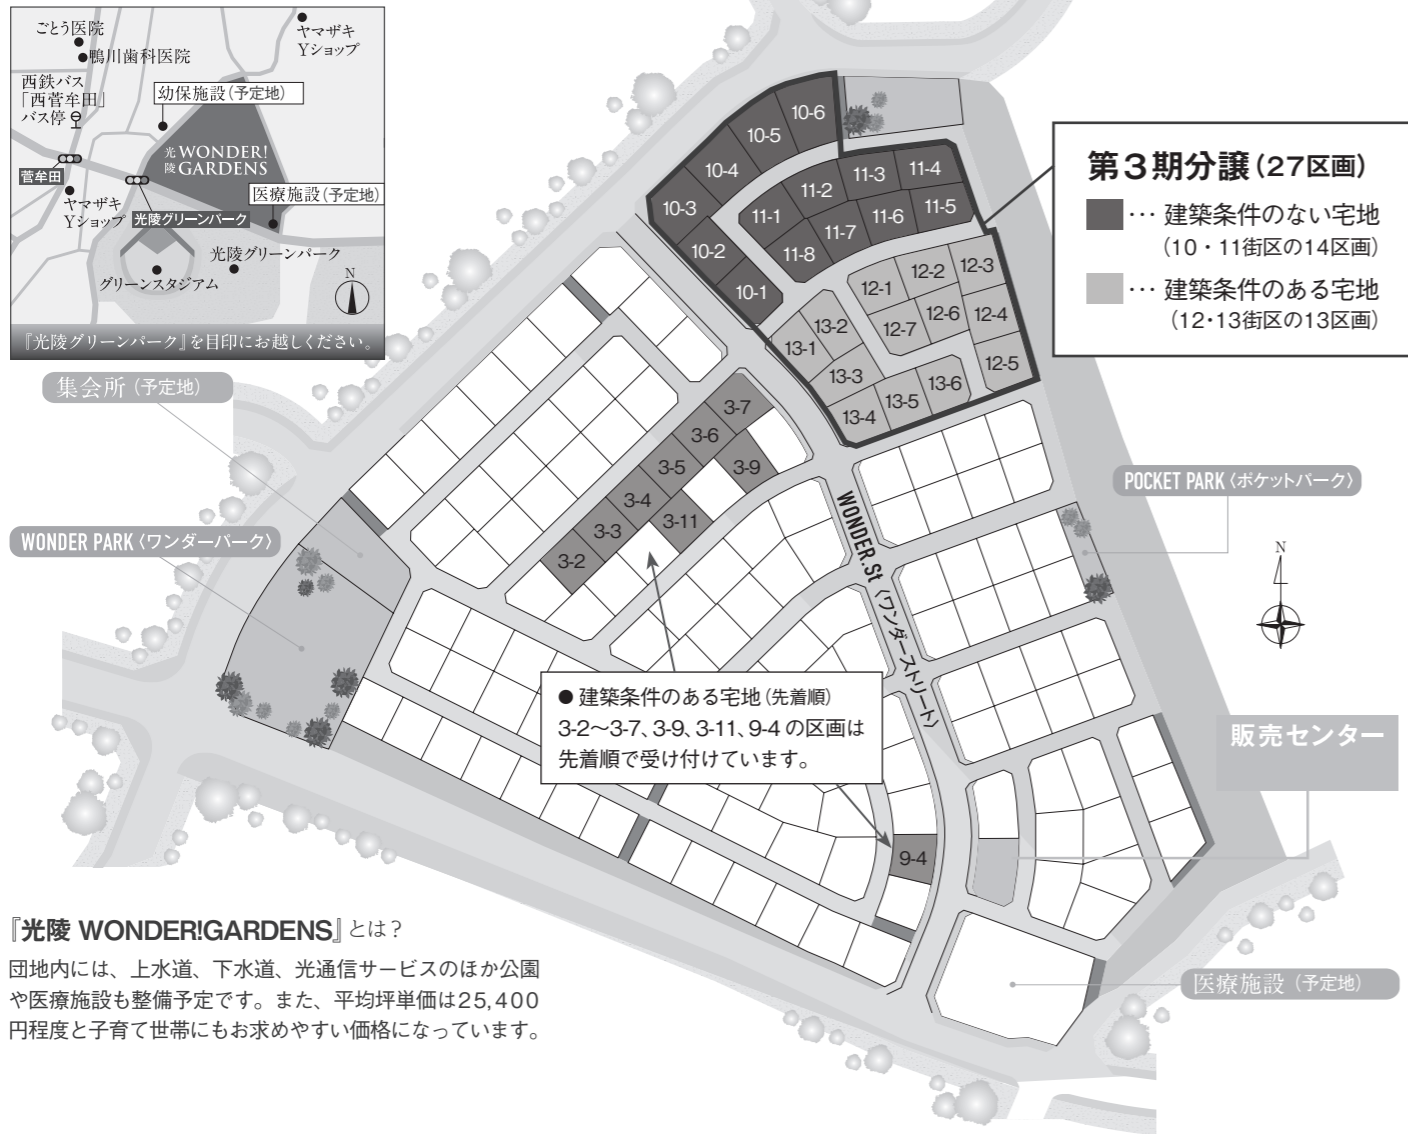 ごとう医院
鴨川歯科医院
ヤマザキ
Yショップ
西鉄バス
「西菅牟田」
バス停
幼保施設(予定地)
光陵 WONDER!
GARDENS
菅牟田
医療施設(予定地)
ヤマザキ
Yショップ
光陵グリーンパーク
光陵グリーンパーク
グリーンスタジアム
N
『光陵グリーンパーク』を目印にお越しください。
第3期分譲(27区画)
… 建築条件のない宅地
(10・11街区の14区画)
… 建築条件のある宅地
(12・13街区の13区画)
10-6
10-5
10-4
10-3
10-2
10-1
11-4
11-3
11-2
11-1
11-5
11-6
11-7
11-8
12-3
12-2
12-1
12-4
12-6
12-7
12-5
13-2
13-1
13-3
13-6
13-5
13-4
集会所(予定地)
WONDER PARK〈ワンダーパーク〉
3-7
3-6
3-5
3-9
3-4
3-11
3-3
3-2
POCKET PARK〈ポケットパーク〉
WONDER.St〈ワンダーストリート〉
N
● 建築条件のある宅地(先着順)
3-2〜3-7、3-9、3-11、9-4の区画は
先着順で受け付けています。
販売センター
9-4
医療施設(予定地)
『光陵 WONDER!GARDENS』とは?
団地内には、上水道、下水道、光通信サービスのほか公園
や医療施設も整備予定です。また、平均坪単価は25,400
円程度と子育て世帯にもお求めやすい価格になっています。